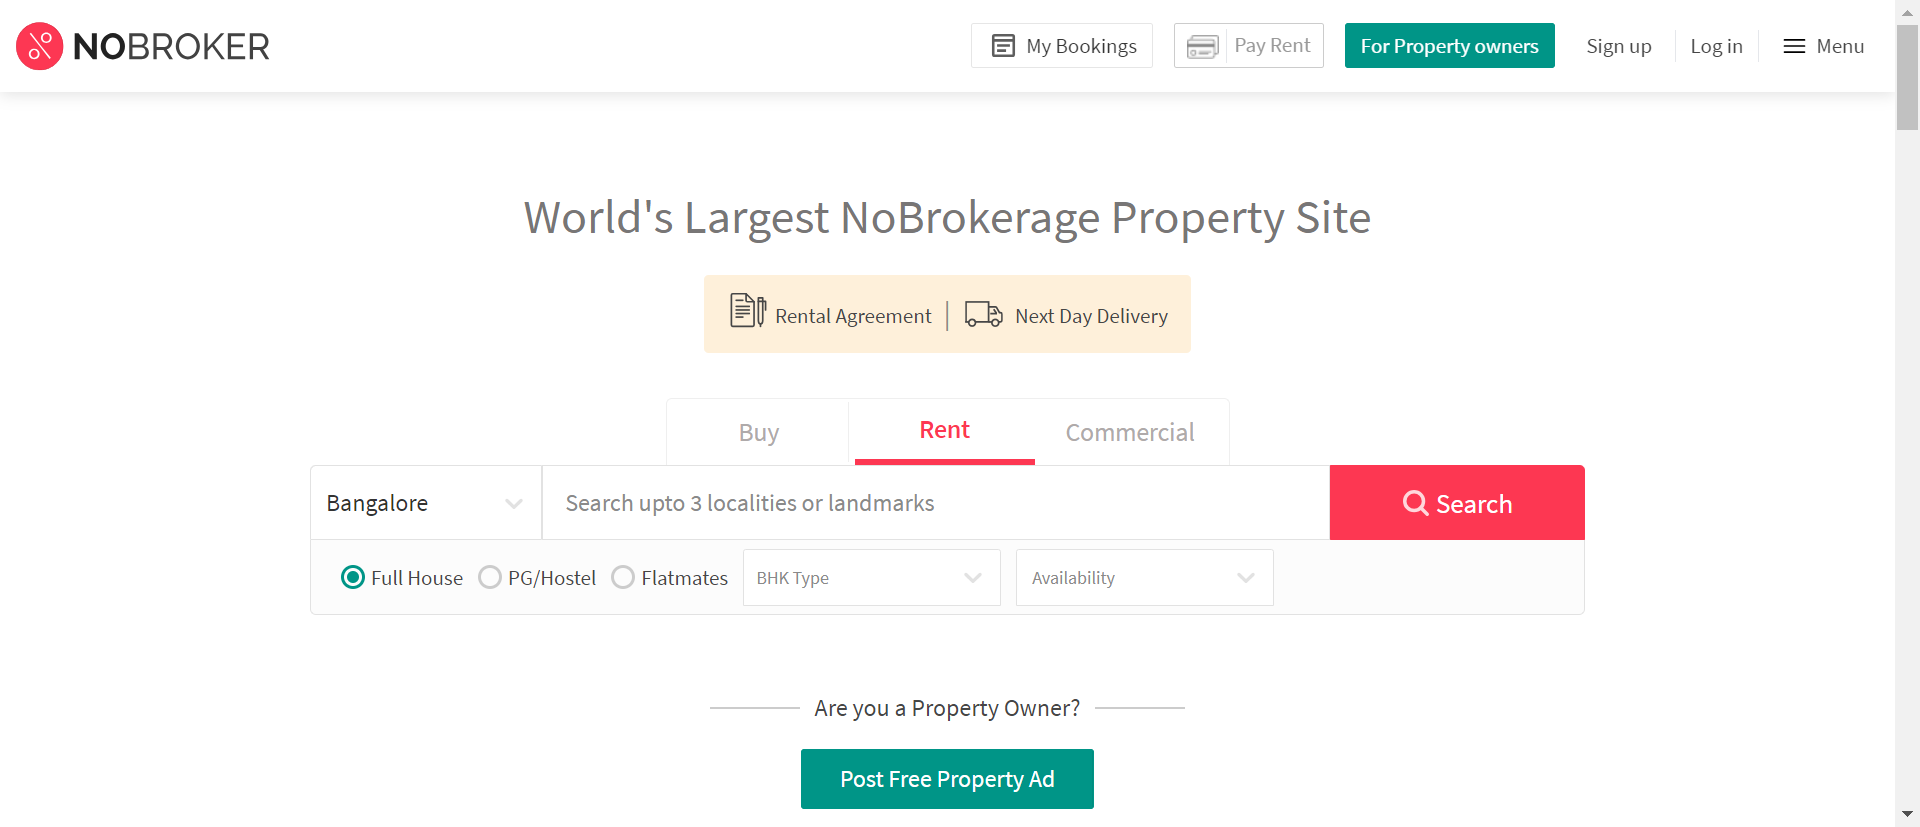 NOBROKER
My Bookings
Pay Rent
For Property owners
Sign up
Log in
Menu
World's Largest NoBrokerage Property Site
Rental Agreement
Next Day Delivery
Buy
Rent
Commercial
Bangalore
Search upto 3 localities or landmarks
Search
Full House
PG/Hostel
Flatmates
BHK Type
Availability
Are you a Property Owner?
Post Free Property Ad